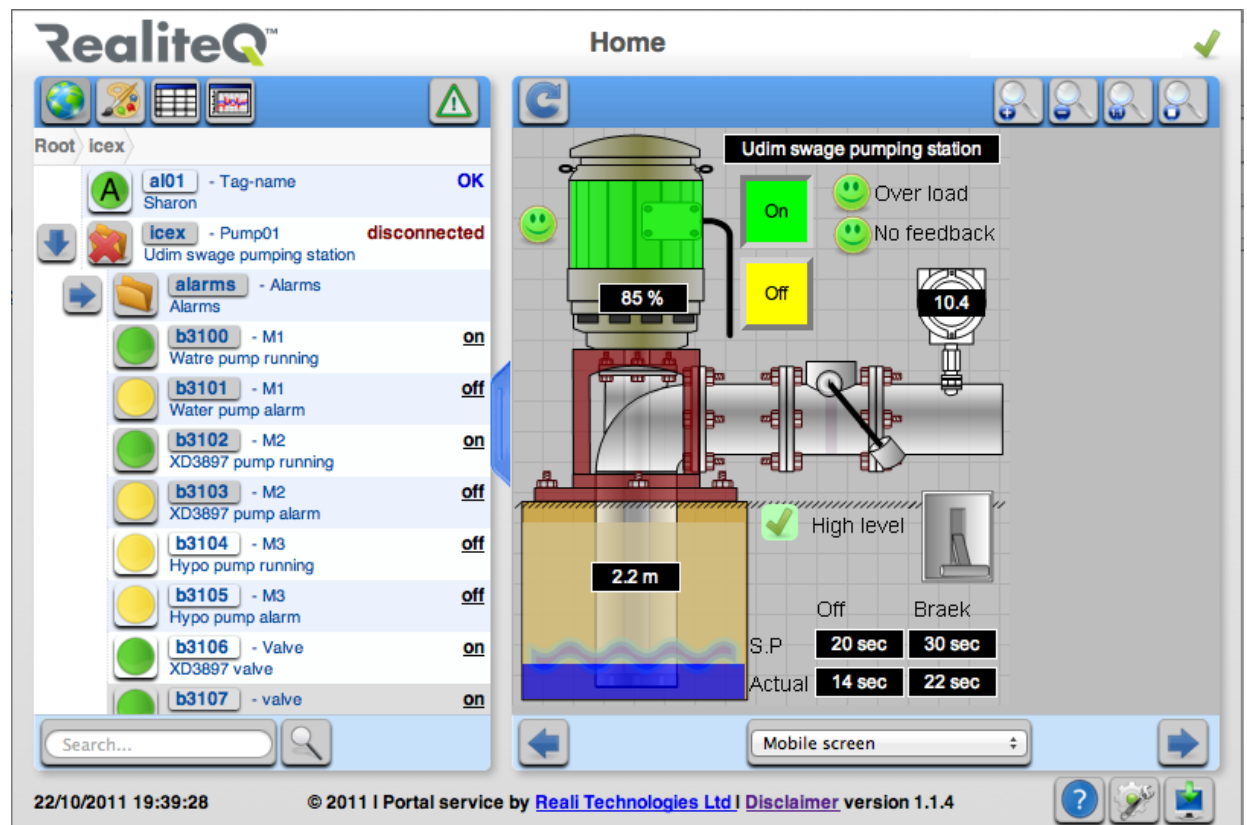 RealiteQ™
Home
Root icex
A al01 - Tag-name OK
Sharon
icex - Pump01 disconnected
Udim swage pumping station
alarms - Alarms
Alarms
b3100 - M1 on
Watre pump running
b3101 - M1 off
Water pump alarm
b3102 - M2 on
XD3897 pump running
b3103 - M2 off
XD3897 pump alarm
b3104 - M3 off
Hypo pump running
b3105 - M3 off
Hypo pump alarm
b3106 - Valve on
XD3897 valve
b3107 - valve on
Search...
Udim swage pumping station
On
Over load
No feedback
Off
85 %
10.4
High level
2.2 m
Off Braek
S.P 20 sec 30 sec
Actual 14 sec 22 sec
Mobile screen
22/10/2011 19:39:28 © 2011 I Portal service by Reali Technologies Ltd I Disclaimer version 1.1.4
?